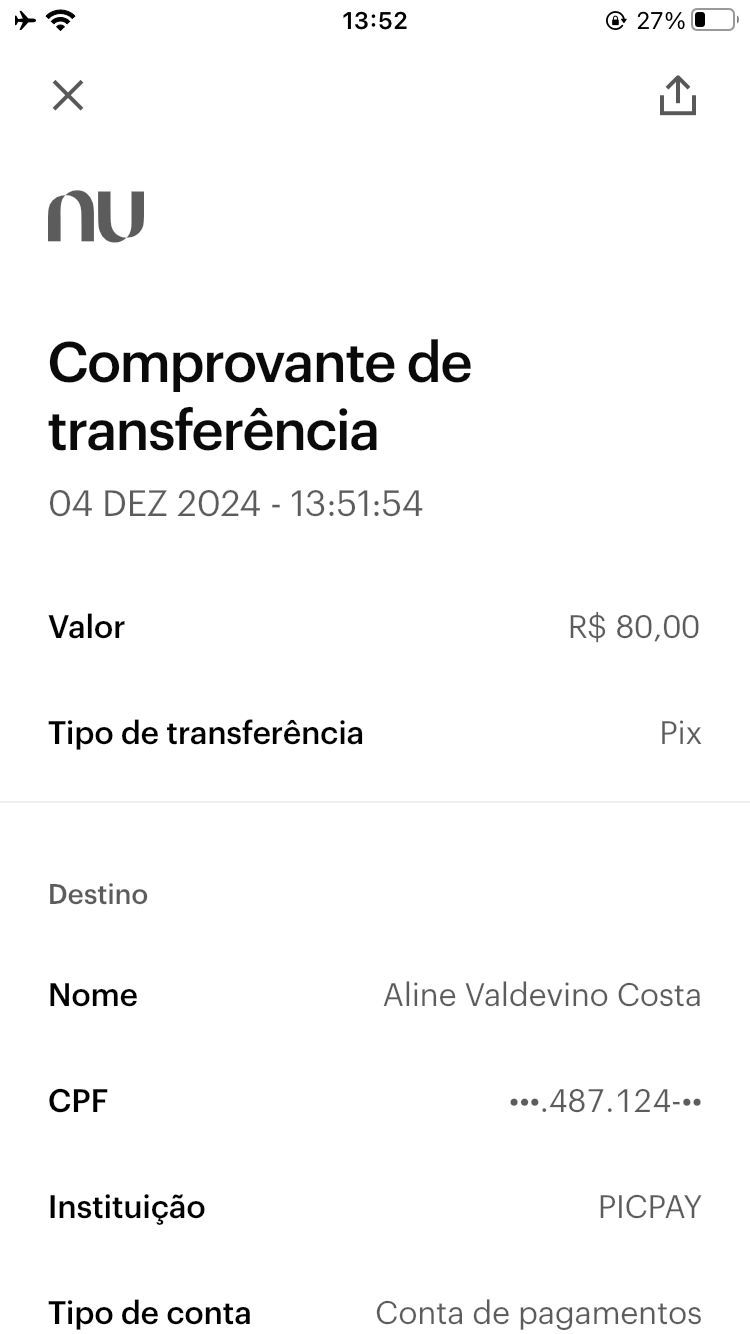 13:52
27%
nu
Comprovante de
transferência
04 DEZ 2024 - 13:51:54
Valor R$ 80,00
Tipo de transferência Pix
Destino
Nome Aline Valdevino Costa
CPF •••.487.124-••
Instituição PICPAY
Tipo de conta Conta de pagamentos